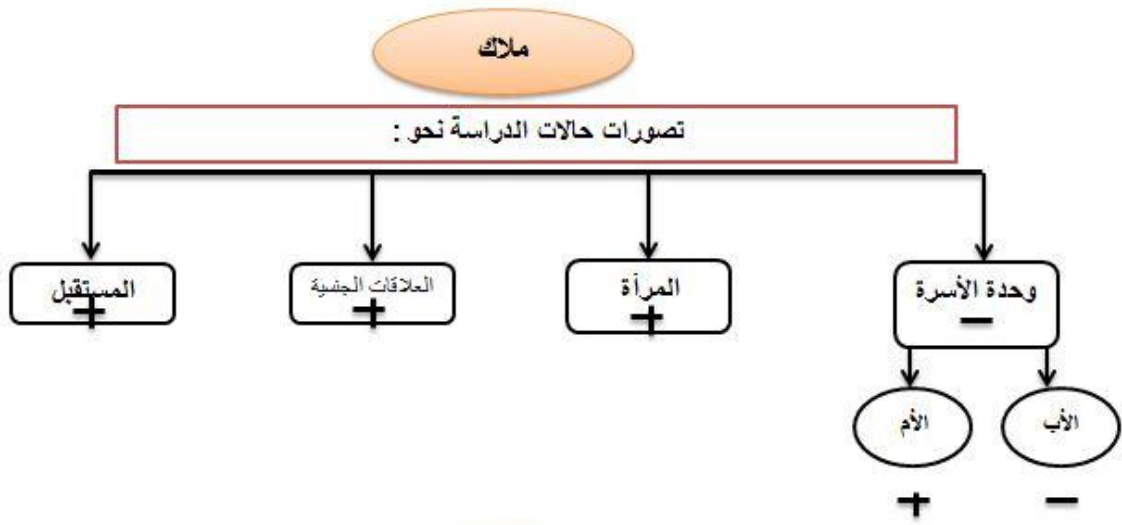 ملاك
تصورات حالات الدراسة نحو :
وحدة الأسرة
−
المرأة
+
العلاقات الجنسية
+
المستقبل
+
الأب
−
الأم
+